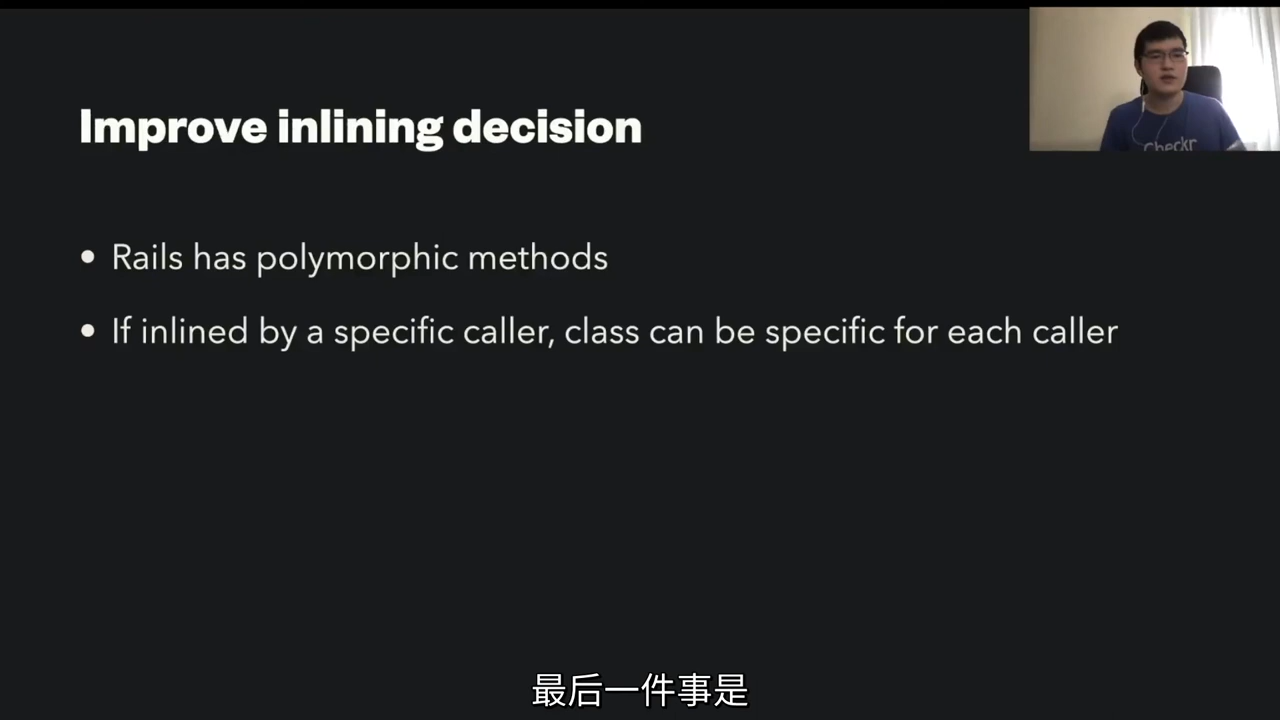 Improve inlining decision
• Rails has polymorphic methods
• If inlined by a specific caller, class can be specific for each caller
Checkr
最后一件事是